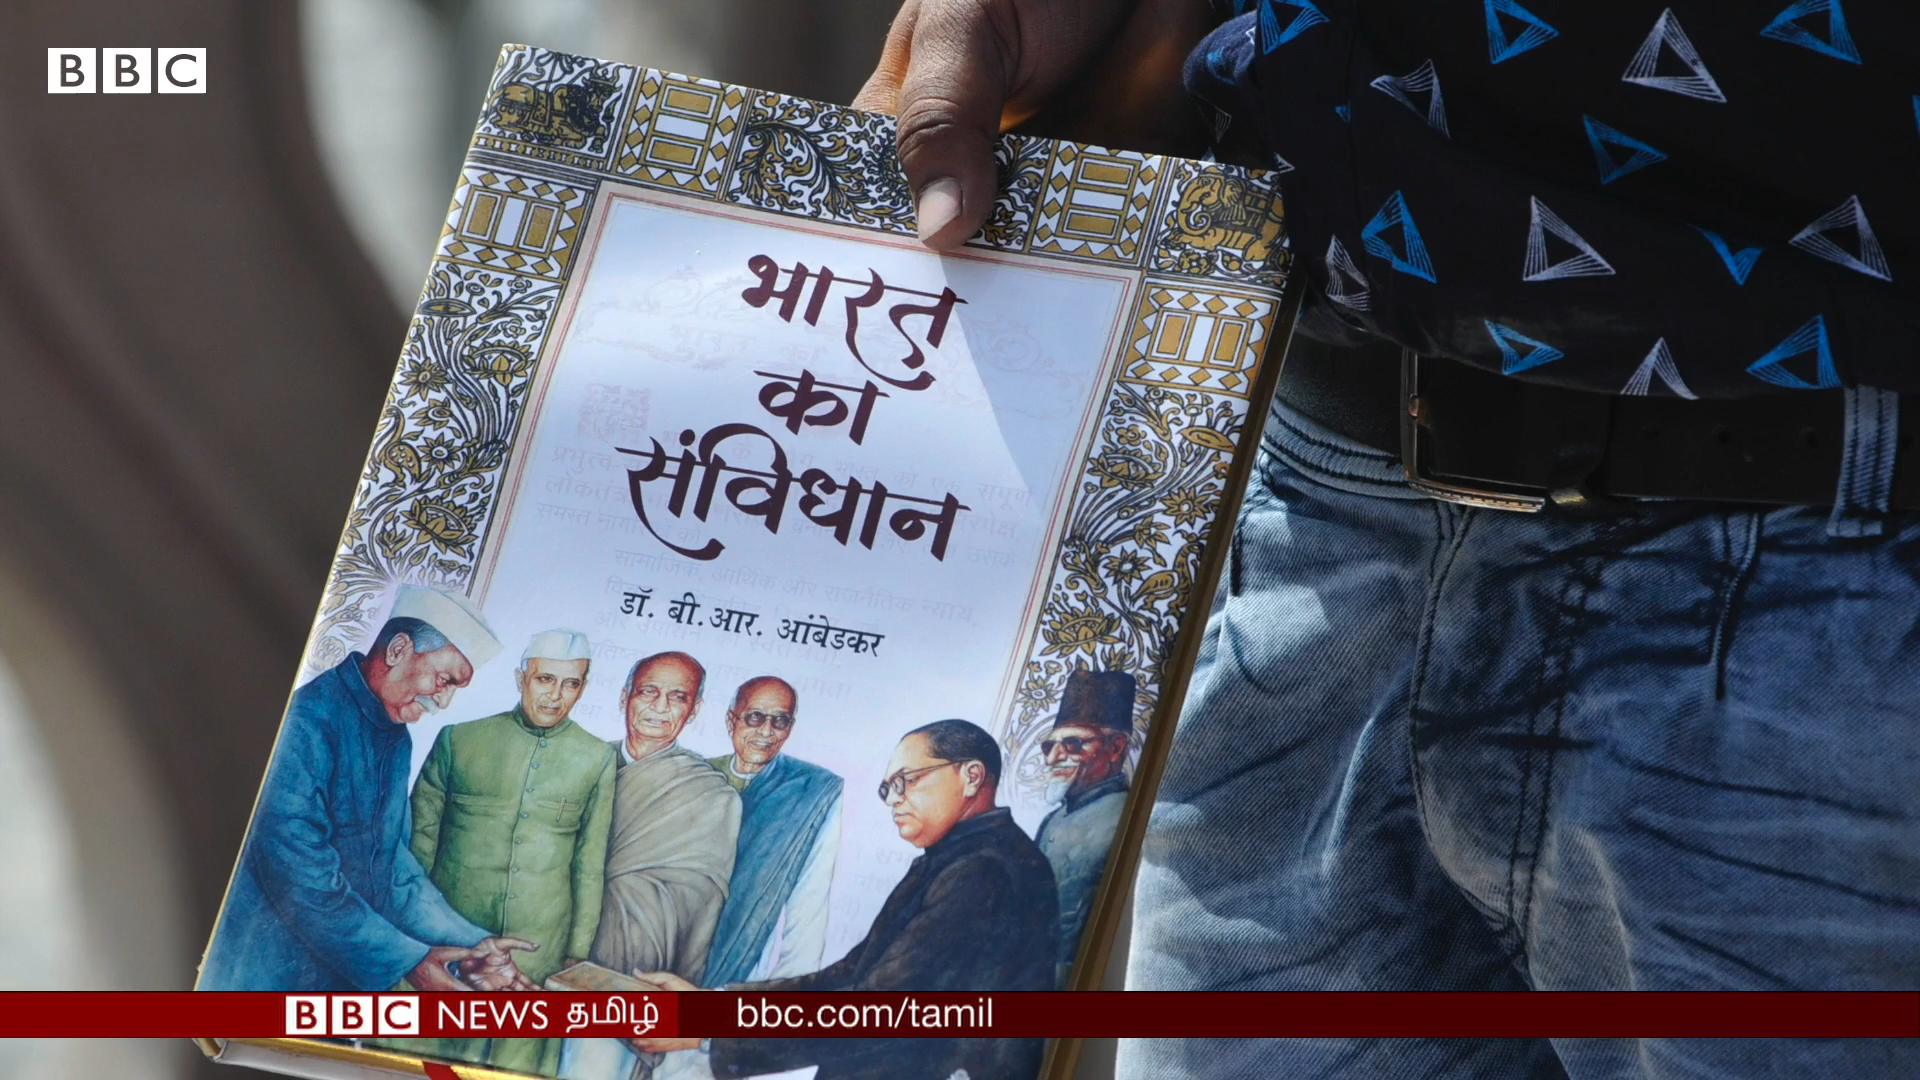 BBC
भारत
का
संविधान
डॉ. बी. आर. आंबेडकर
BBC NEWS தமிழ்
bbc.com/tamil